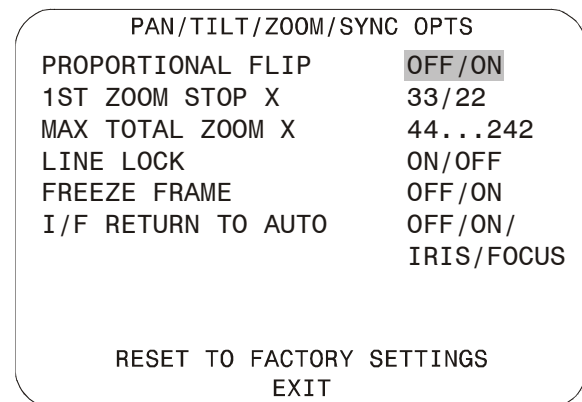 PAN/TILT/ZOOM/SYNC OPTS
PROPORTIONAL FLIP OFF/ON
1ST ZOOM STOP X 33/22
MAX TOTAL ZOOM X 44...242
LINE LOCK ON/OFF
FREEZE FRAME OFF/ON
I/F RETURN TO AUTO OFF/ON/
IRIS/FOCUS
RESET TO FACTORY SETTINGS
EXIT